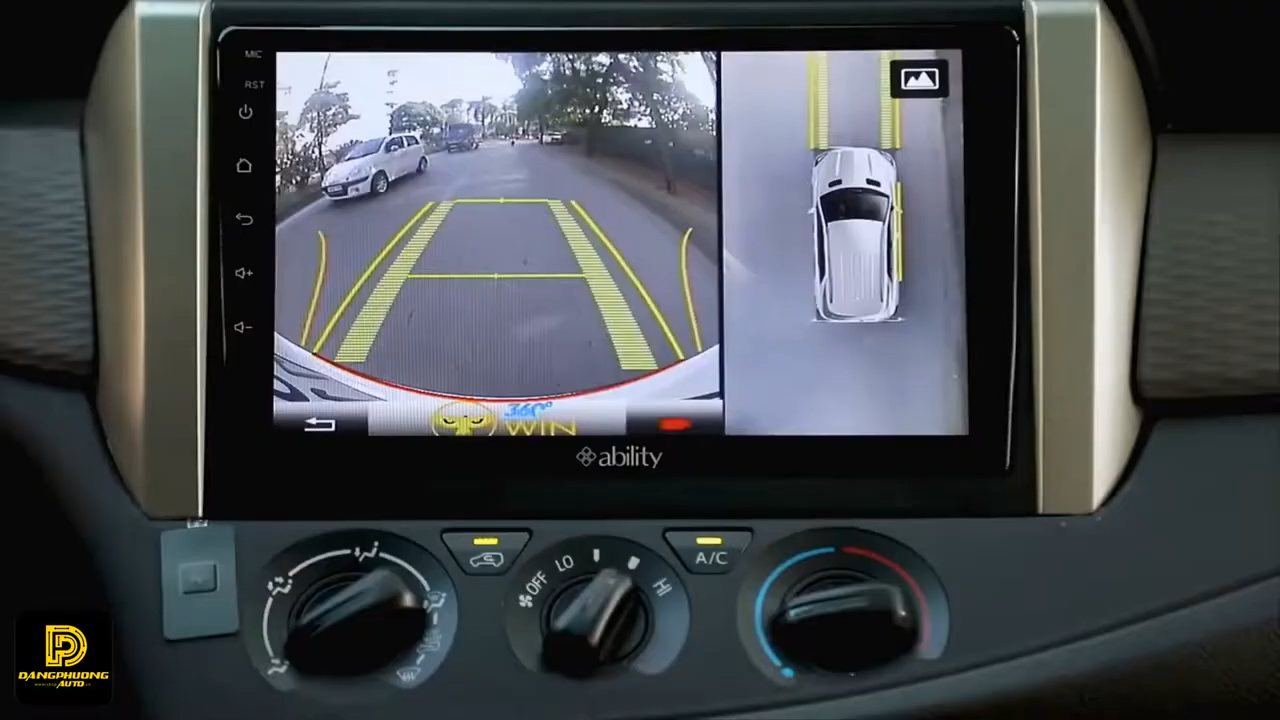 MIC
RST
360°
WIN
ability
OFF
LO
HI
A/C
DANGPHUONG
AUTO